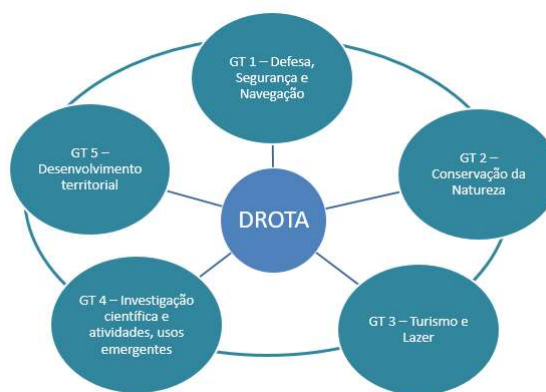 GT 1 – Defesa,
Segurança e
Navegação
GT 2 –
Conservação da
Natureza
GT 3 – Turismo e
Lazer
GT 4 – Investigação
científica e
atividades, usos
emergentes
GT 5 –
Desenvolvimento
territorial
DROTA